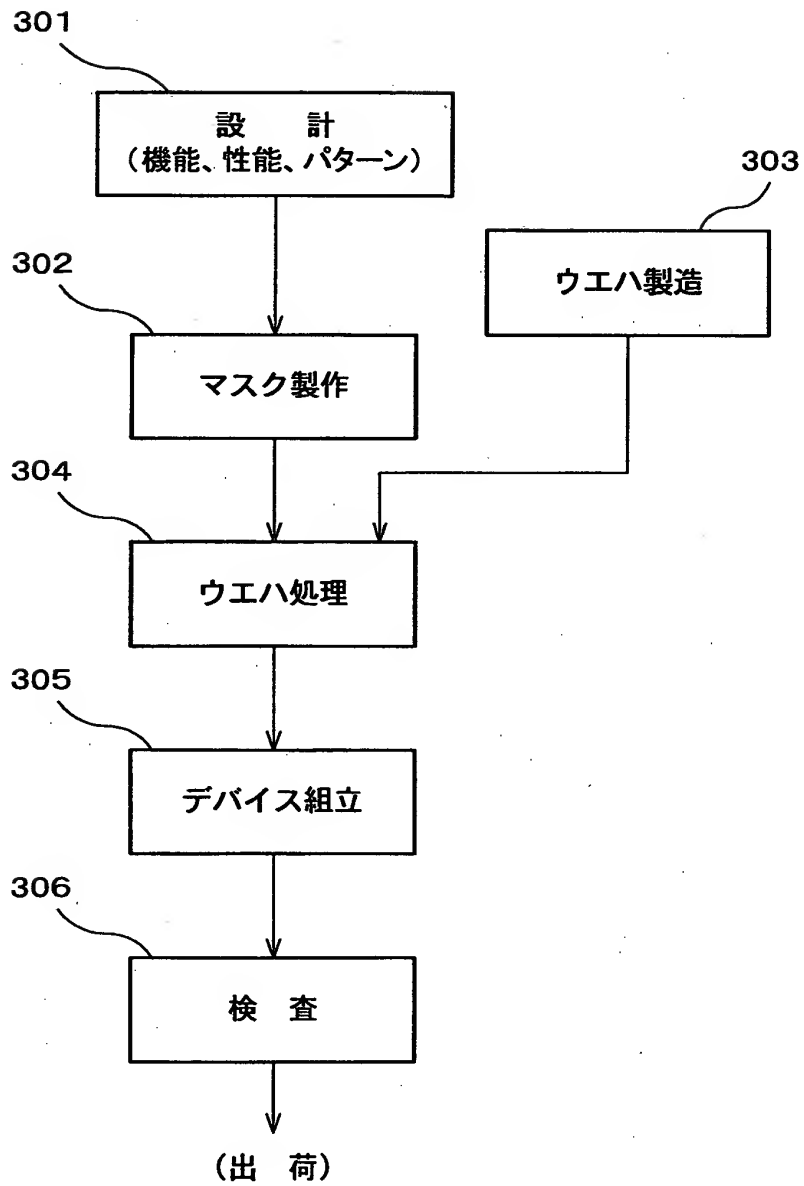 301
設 計
(機能、性能、パターン)
303
ウエハ製造
302
マスク製作
304
ウエハ処理
305
デバイス組立
306
検 査
(出 荷)